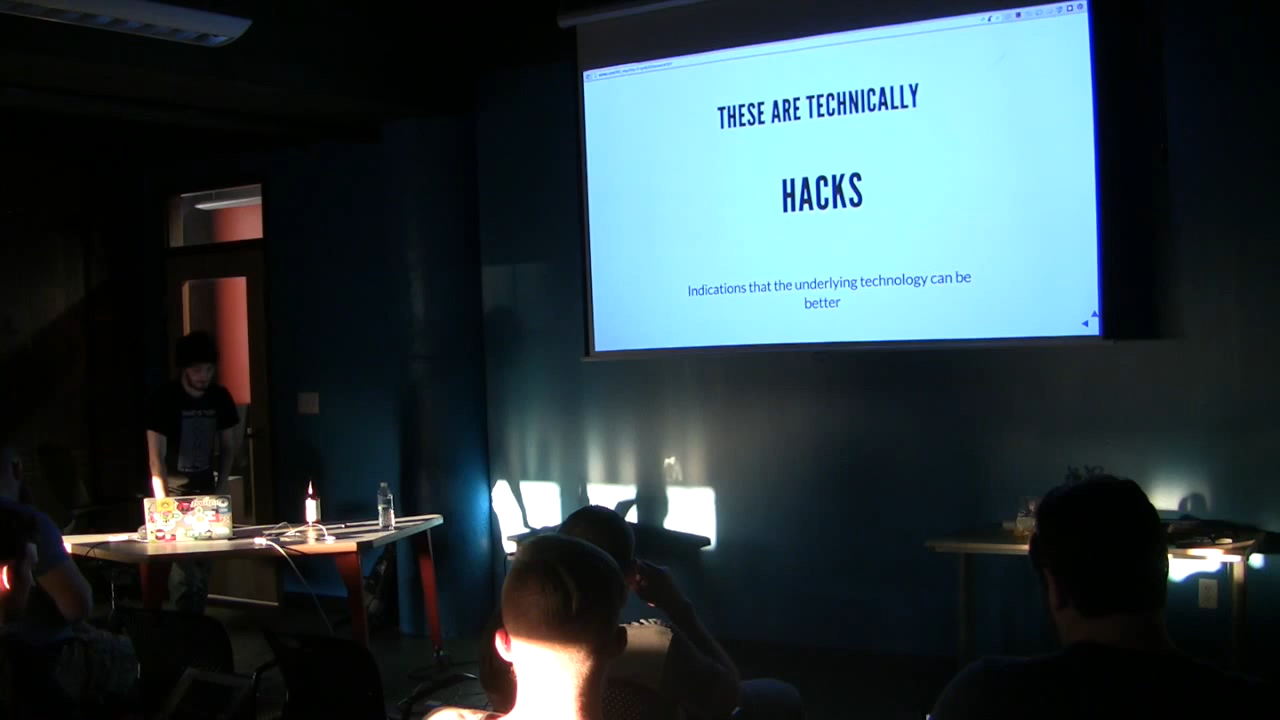 THESE ARE TECHNICALLY
HACKS
Indications that the underlying technology can be
better